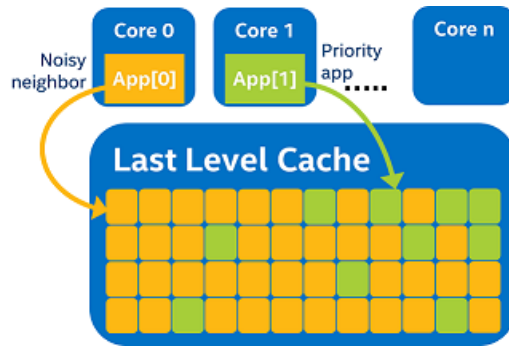 Core 0
Core 1
Core n
Noisy
neighbor
App[0]
App[1]
Priority
app
Last Level Cache